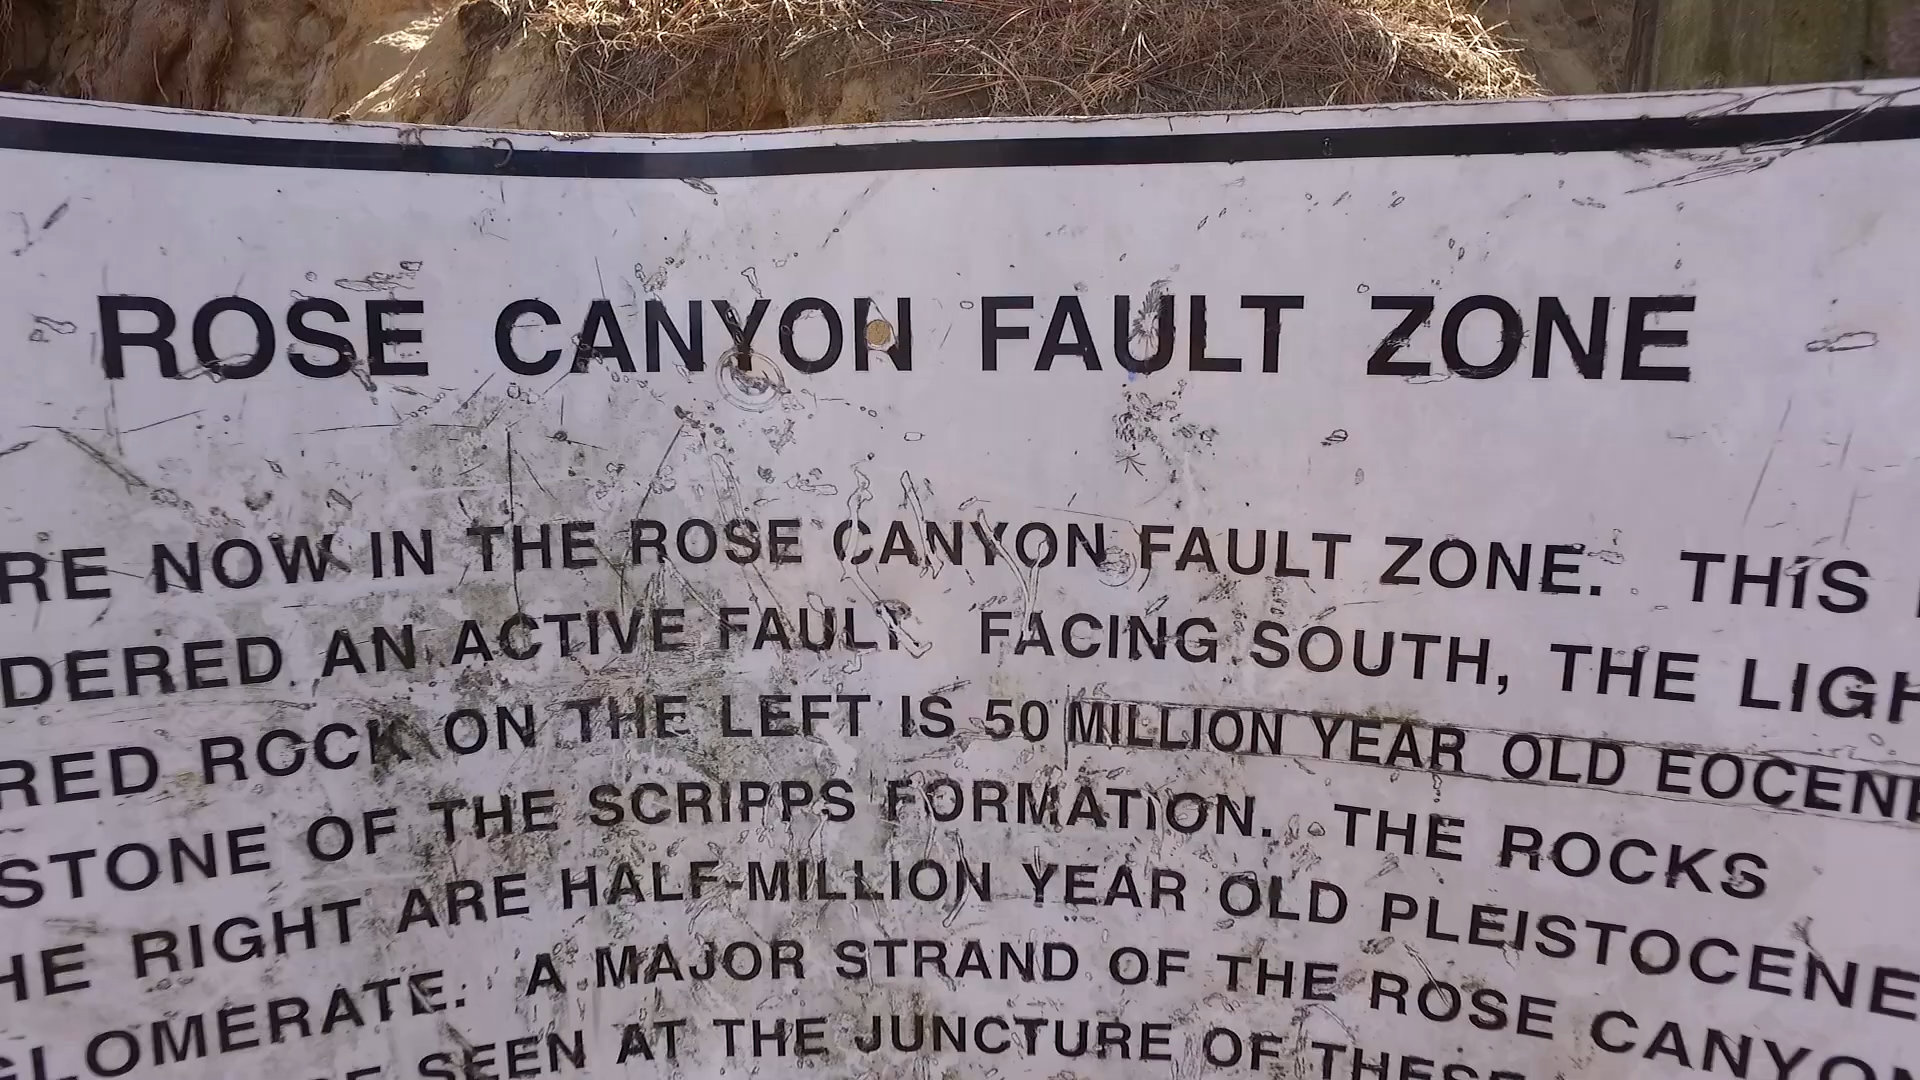 ROSE CANYON FAULT ZONE
RE NOW IN THE ROSE CANYON FAULT ZONE. THIS
DERED AN ACTIVE FAULT. FACING SOUTH, THE LIGH
RED ROCK ON THE LEFT IS 50 MILLION YEAR OLD EOCENE
STONE OF THE SCRIPPS FORMATION. THE ROCKS
HE RIGHT ARE HALF-MILLION YEAR OLD PLEISTOCENE
GLOMERATE. A MAJOR STRAND OF THE ROSE CANYON
SEEN AT THE JUNCTURE OF THESE